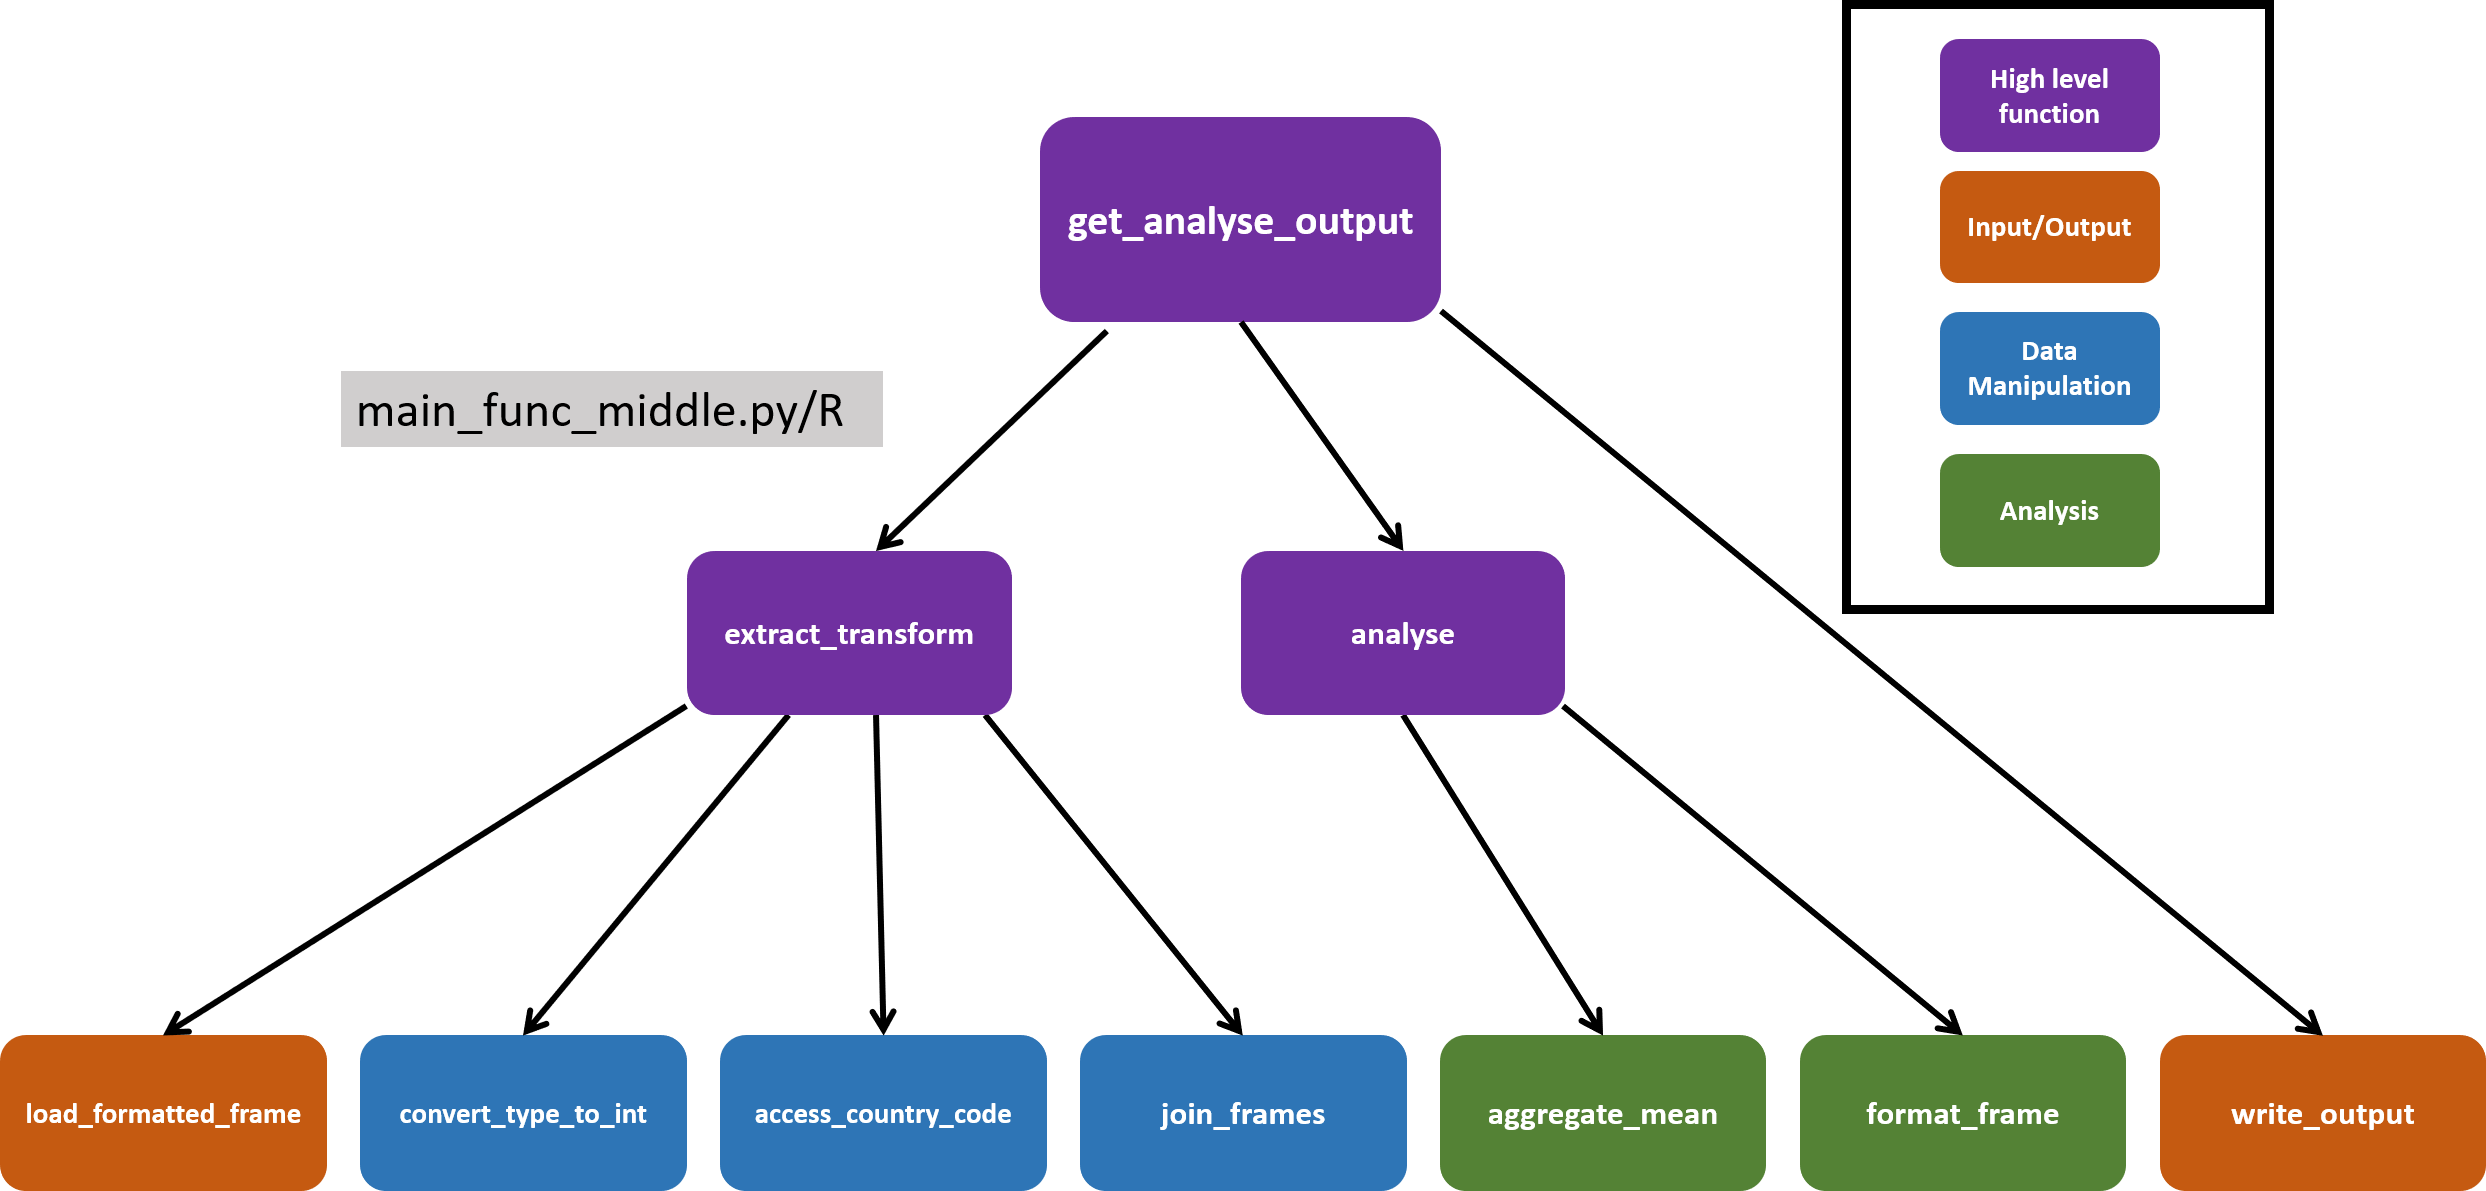 High level
function
get_analyse_output
Input/Output
Data
Manipulation
main_func_middle.py/R
Analysis
extract_transform
analyse
load_formatted_frame
convert_type_to_int
access_country_code
join_frames
aggregate_mean
format_frame
write_output